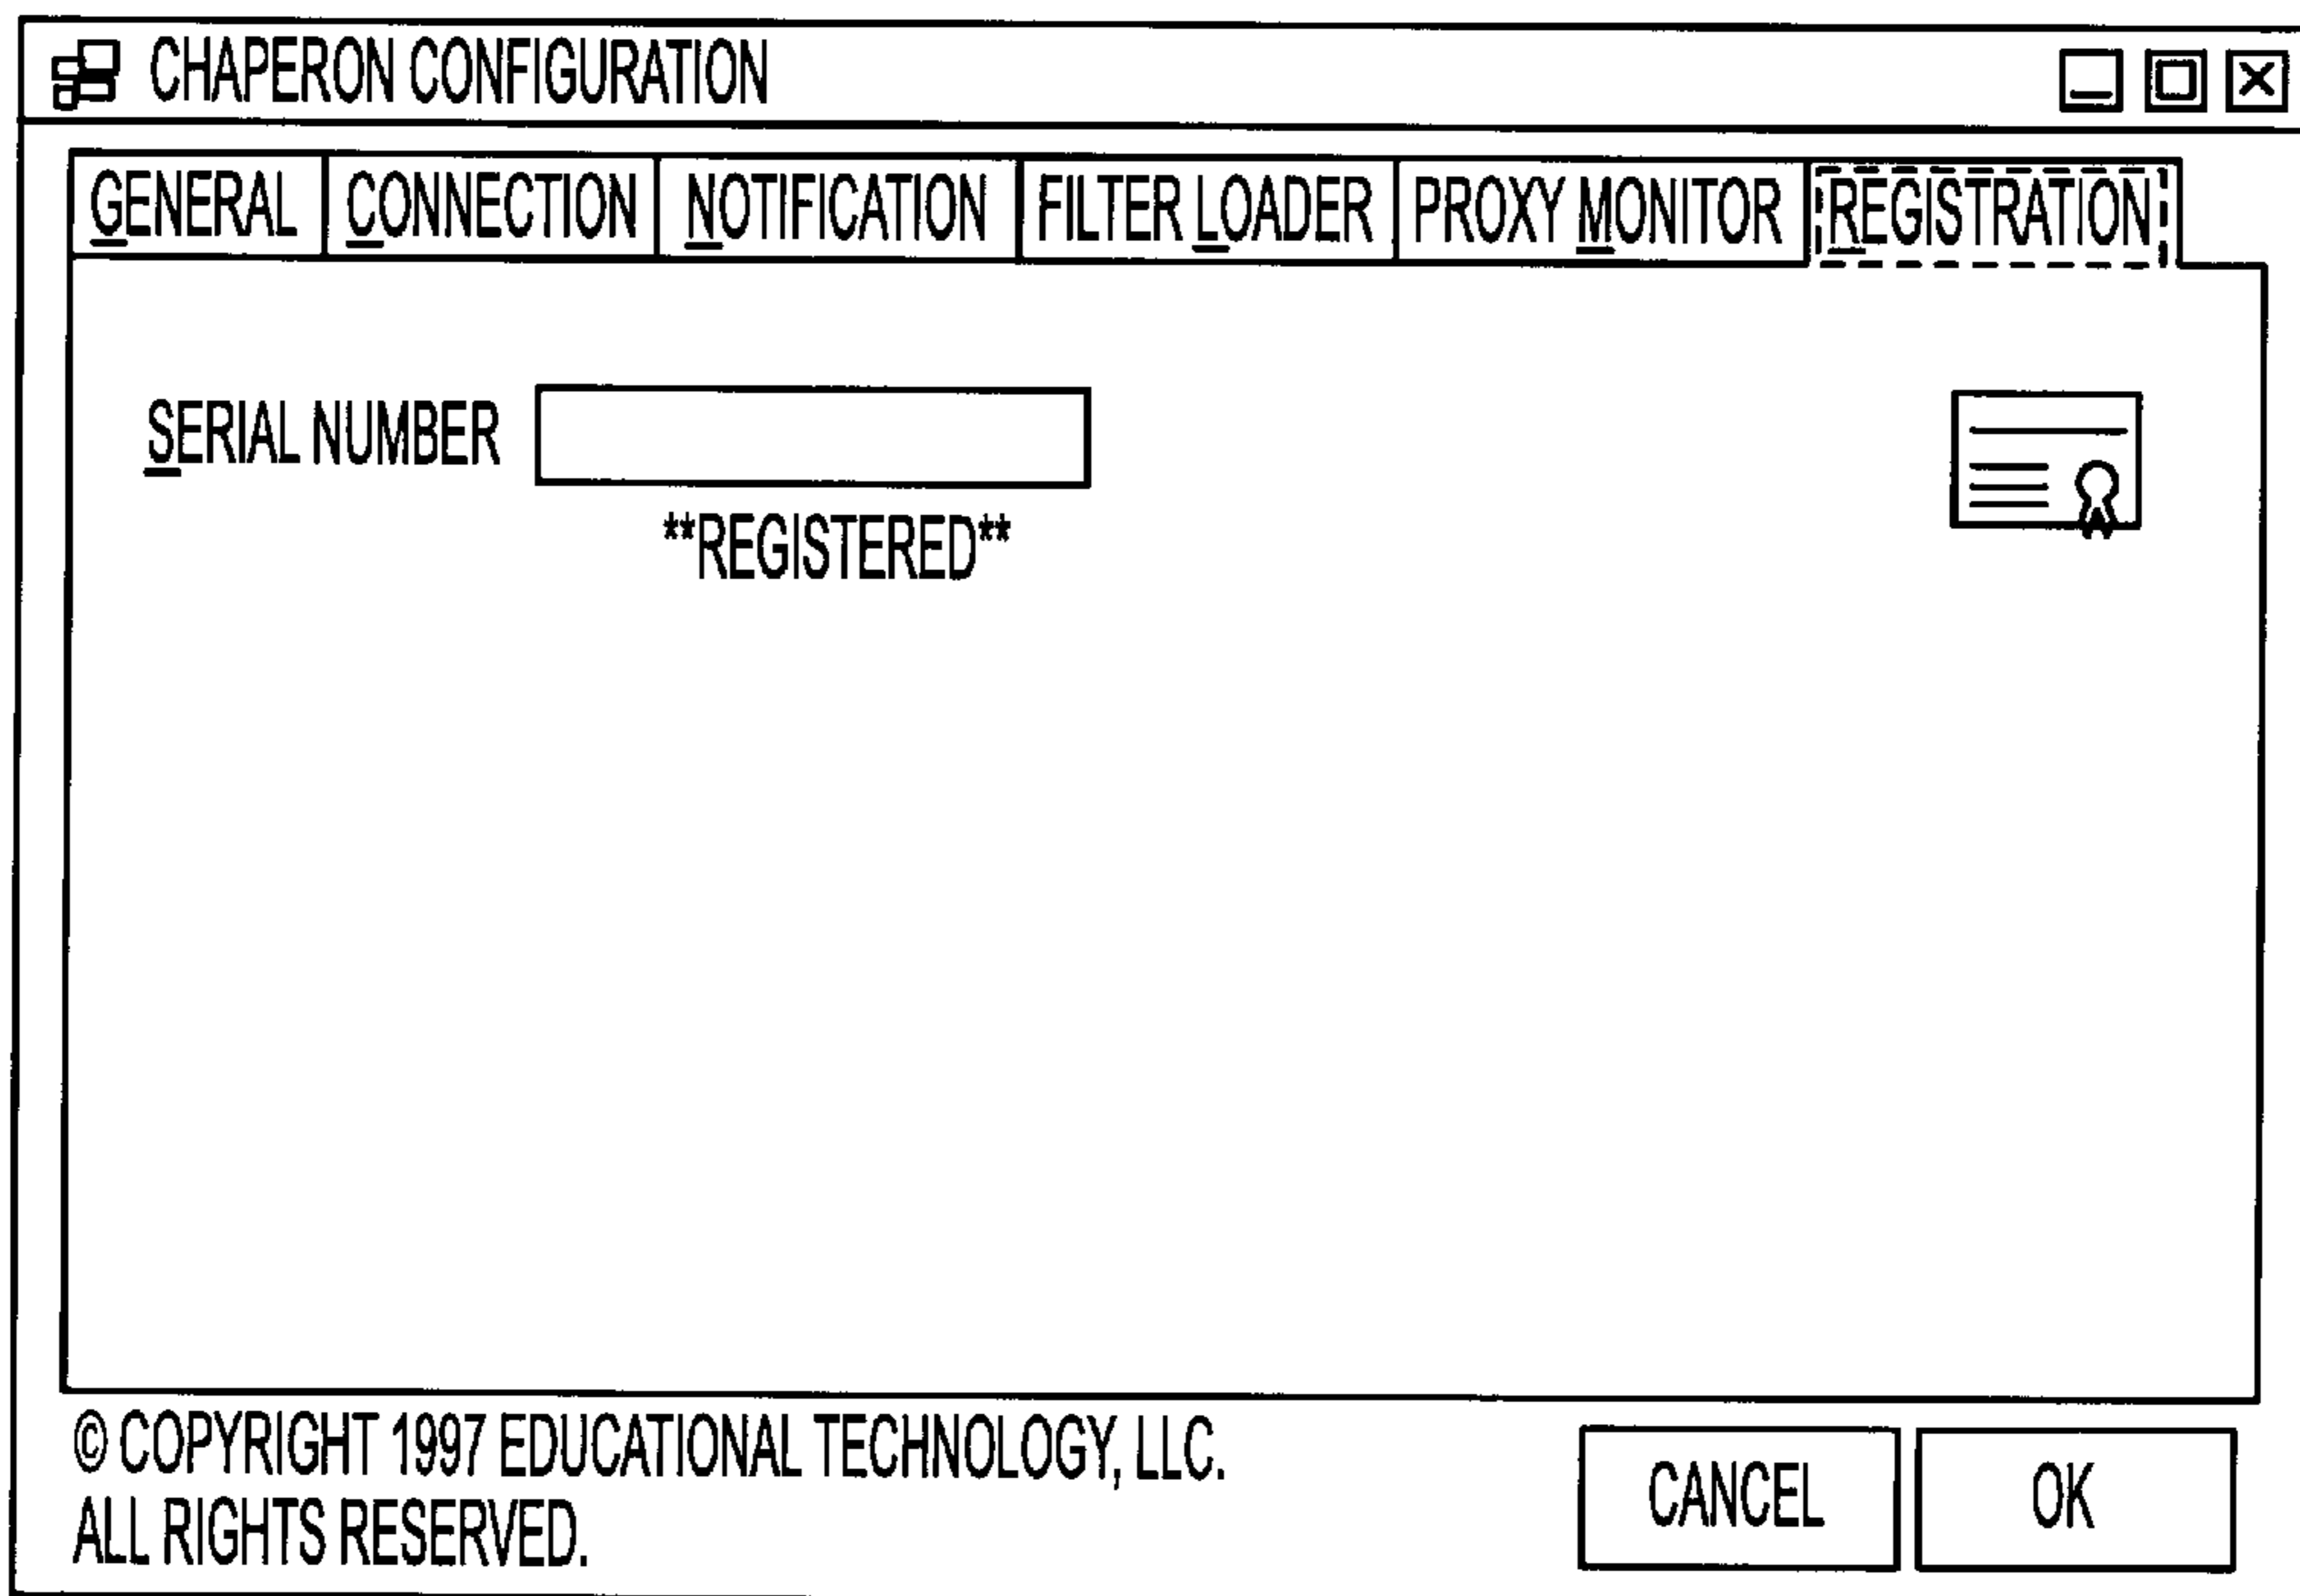 CHAPERON CONFIGURATION
GENERAL CONNECTION NOTIFICATION FILTER LOADER PROXY MONITOR REGISTRATION
SERIAL NUMBER
**REGISTERED**
© COPYRIGHT 1997 EDUCATIONAL TECHNOLOGY, LLC.
ALL RIGHTS RESERVED.
CANCEL OK